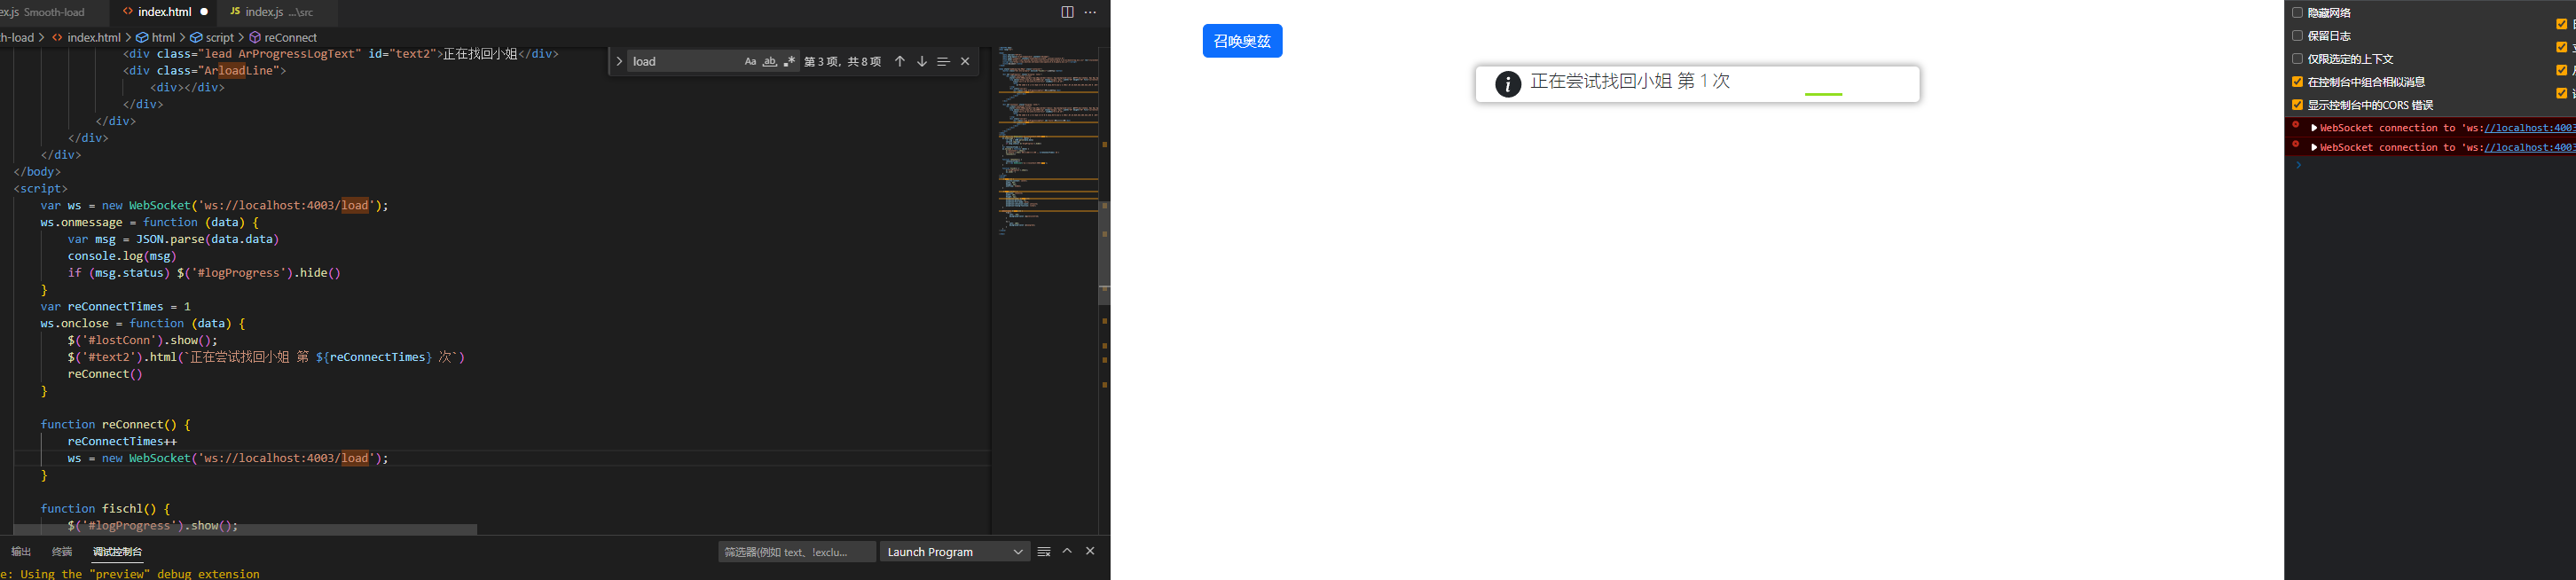 ex.js Smooth-load
<> index.html ●
JS index.js ...\src
th-load > <> index.html > html > script > reConnect
<div class="lead ArProgressLogText" id="text2">正在找回小姐</div>
<div class="ArloadLine">
<div></div>
</div>
</div>
</div>
</div>
</body>
<script>
var ws = new WebSocket('ws://localhost:4003/load');
ws.onmessage = function (data) {
var msg = JSON.parse(data.data)
console.log(msg)
if (msg.status) $('#logProgress').hide()
}
var reConnectTimes = 1
ws.onclose = function (data) {
$('#lostConn').show();
$('#text2').html(`正在尝试找回小姐 第 ${reConnectTimes} 次`)
reConnect()
}
function reConnect() {
reConnectTimes++
ws = new WebSocket('ws://localhost:4003/load');
}
function fischl() {
$('#logProgress').show();
load
Aa ab .*
第 3 项，共 8 项
输出 终端 调试控制台
筛选器(例如 text、!exclu...
Launch Program
e: Using the "preview" debug extension
召唤奥兹
i 正在尝试找回小姐 第 1 次
隐藏网络
保留日志
仅限选定的上下文
在控制台中组合相似消息
显示控制台中的CORS 错误
WebSocket connection to 'ws://localhost:4003
WebSocket connection to 'ws://localhost:4003